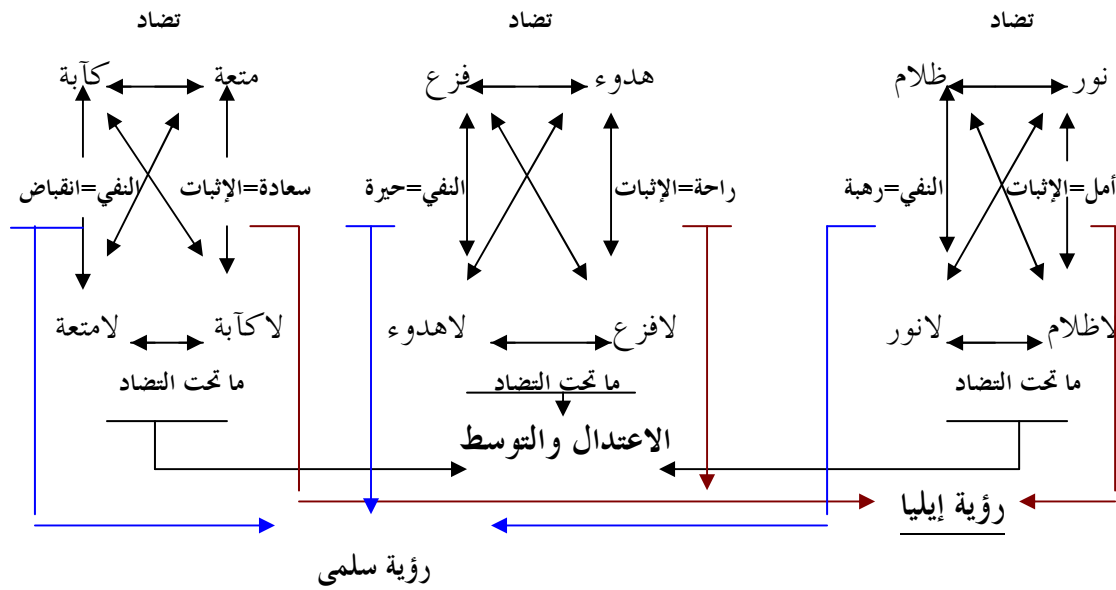 تضاد تضاد تضاد
نور ظلام هدوء فزع متعة كآبة
أمل=الإثبات النفي=رهبة راحة=الإثبات النفي=حيرة سعادة=الإثبات النفي=انقباض
لاظلام لانور لافزع لاهدوء لاكآبة لامتعة
ما تحت التضاد ما تحت التضاد ما تحت التضاد
الاعتدال والتوسط
رؤية إيليا
رؤية سلمى